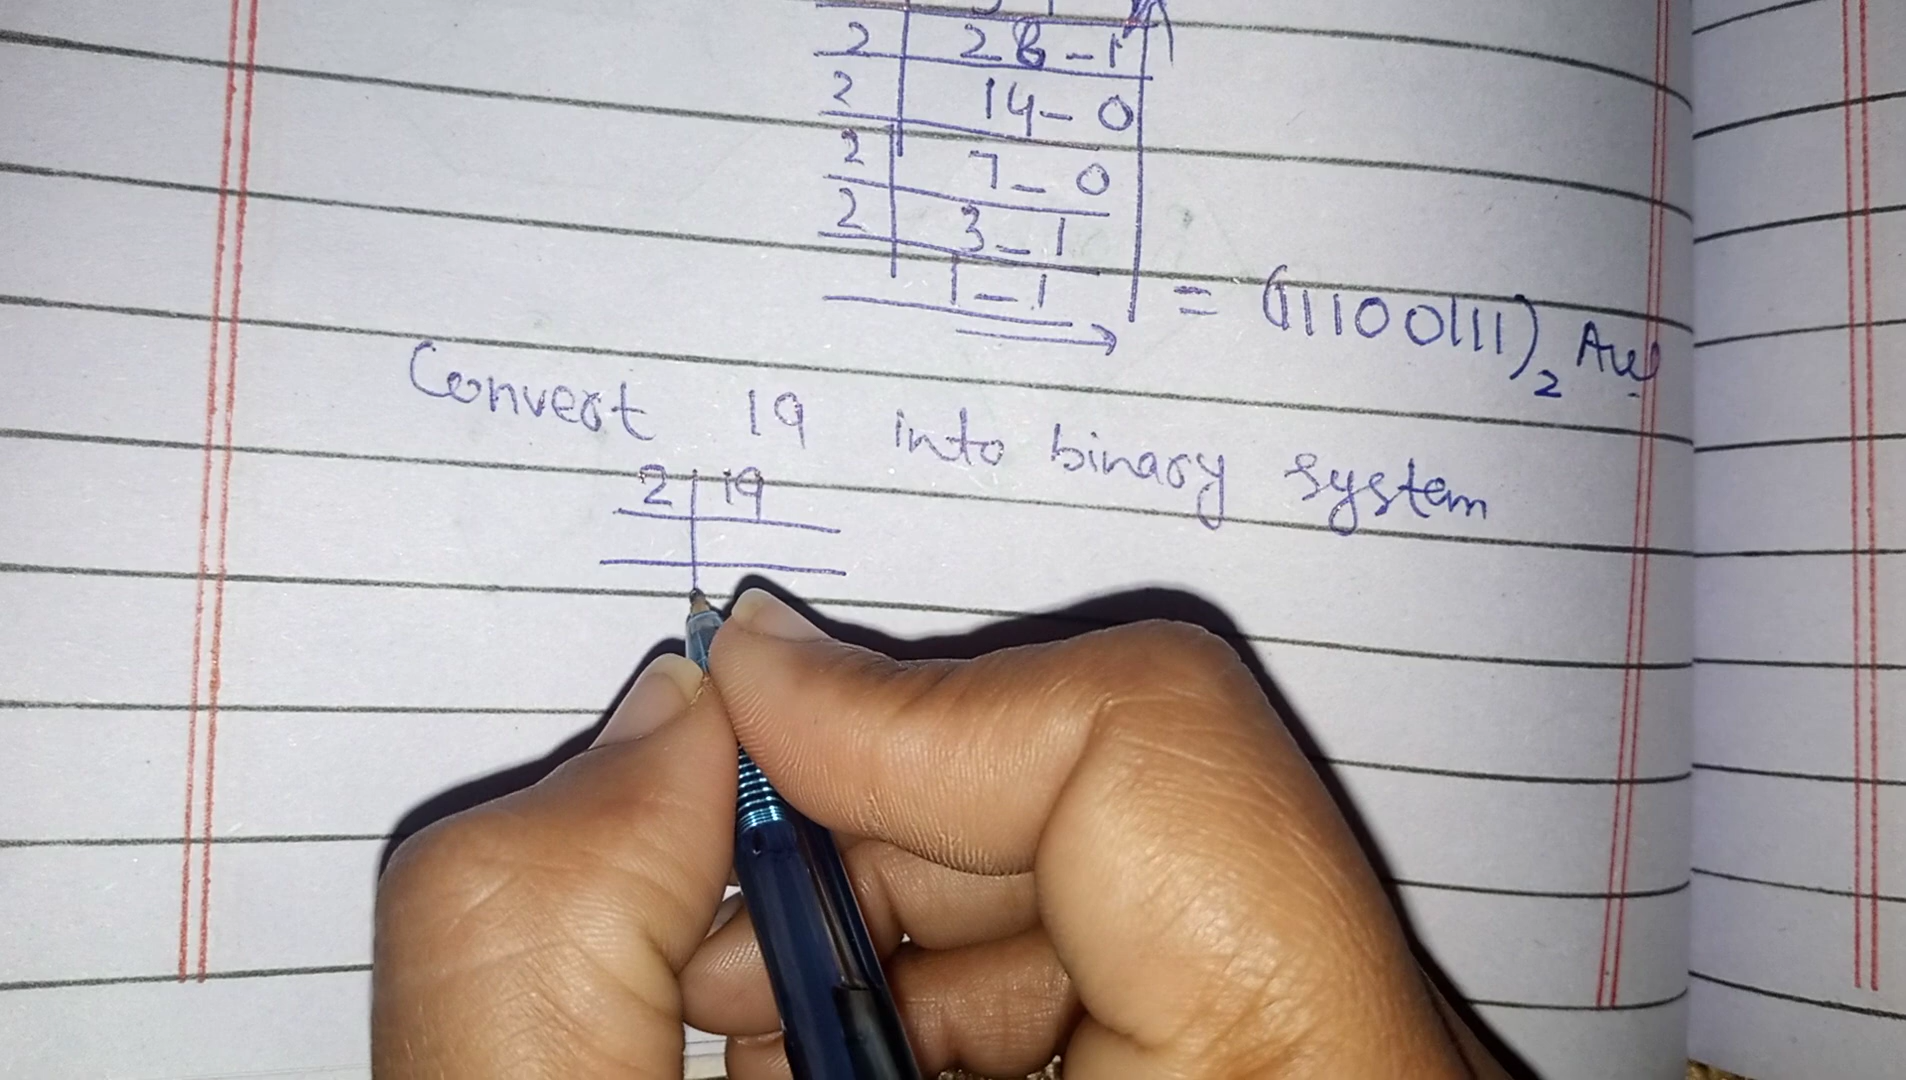 2 28-1
2 14-0
2 7-0
2 3-1
1-1 = (11100111)2 Ans
Convert 19 into binary system
2 19